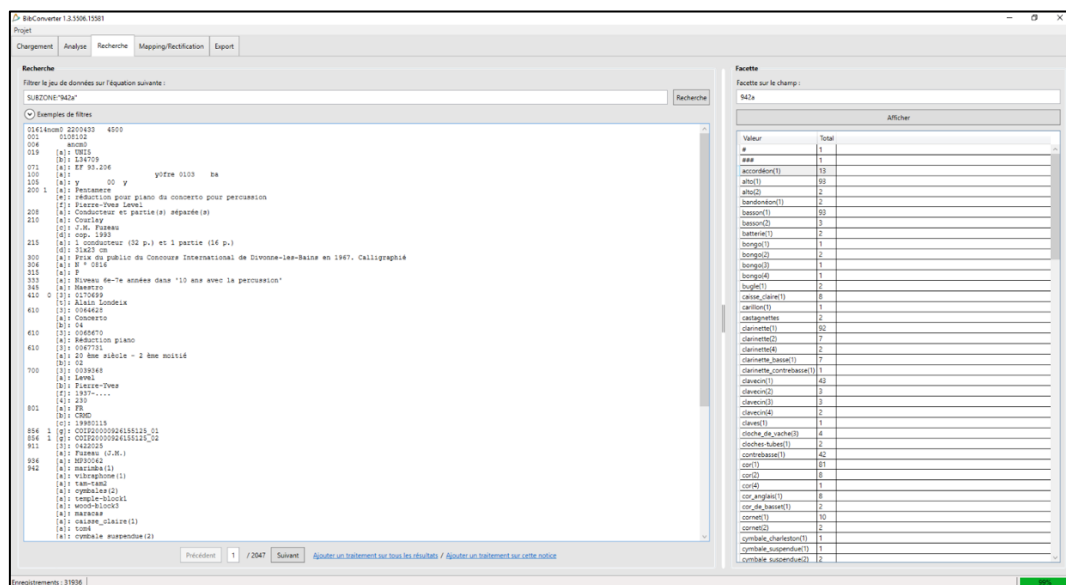 BibConverter 1.3.5506.15581
Projet
Chargement Analyse Recherche Mapping/Rectification Export
Recherche
Filtrer le jeu de données sur l'équation suivante :
SUBZONE:"942a"
Recherche
Exemples de filtres
01614ncm0 2200433 4500
001 0108102
006 ancm0
019 [a]: UNI5
[b]: L34709
071 [a]: EF 93.206
100 [a]: y0fre 0103 ba
105 [a]: y 00 y
200 1 [a]: Pentamere
[e]: réduction pour piano du concerto pour percussion
[f]: Pierre-Yves Level
208 [a]: Conducteur et partie(s) séparée(s)
210 [a]: Courlay
[c]: J.M. Fuzeau
[d]: cop. 1993
215 [a]: 1 conducteur (32 p.) et 1 partie (16 p.)
[d]: 31x23 cm
300 [a]: Prix du public du Concours International de Divonne-les-Bains en 1967. Calligraphié
306 [a]: N ° 0816
315 [a]: P
333 [a]: Niveau 6e-7e années dans '10 ans avec la percussion'
345 [a]: Maestro
410 0 [3]: 0170699
[t]: Alain Londeix
610 [3]: 0064628
[a]: Concerto
[b]: 04
610 [3]: 0065670
[a]: Réduction piano
610 [3]: 0067731
[a]: 20 ème siècle - 2 ème moitié
[b]: 02
700 [3]: 0039368
[a]: Level
[b]: Pierre-Yves
[f]: 1937-....
[4]: 230
801 [a]: FR
[b]: CRMD
[c]: 19980115
856 1 [g]: COIP20000926155125_01
856 1 [g]: COIP20000926155125_02
911 [3]: 0422025
[a]: Fuzeau (J.M.)
936 [a]: MP30062
942 [a]: marimba(1)
[a]: vibraphone(1)
[a]: tam-tam2
[a]: cymbales(2)
[a]: temple-block1
[a]: wood-block3
[a]: maracas
[a]: caisse_claire(1)
[a]: tom4
[a]: cymbale suspendue(2)
Précédent 1 / 2047 Suivant Ajouter un traitement sur tous les résultats / Ajouter un traitement sur cette notice
Facette
Facette sur le champ :
942a
Afficher
Valeur Total
# 1
### 1
accordéon(1) 13
alto(1) 93
alto(2) 2
bandonéon(1) 2
basson(1) 93
basson(2) 3
batterie(1) 2
bongo(1) 1
bongo(2) 2
bongo(3) 1
bongo(4) 1
bugle(1) 2
caisse_claire(1) 8
carillon(1) 1
castagnettes 2
clarinette(1) 92
clarinette(2) 7
clarinette(4) 2
clarinette_basse(1) 7
clarinette_contrebasse(1) 1
clavecin(1) 43
clavecin(2) 3
clavecin(3) 3
clavecin(4) 2
claves(1) 1
cloche_de_vache(3) 4
cloches-tubes(1) 2
contrebasse(1) 42
cor(1) 81
cor(2) 8
cor(4) 1
cor_anglais(1) 8
cor_de_basset(1) 2
cornet(1) 10
cornet(2) 2
cymbale_charleston(1) 1
cymbale_suspendue(1) 1
cymbale suspendue(2) 2
Enregistrements : 31936
99%